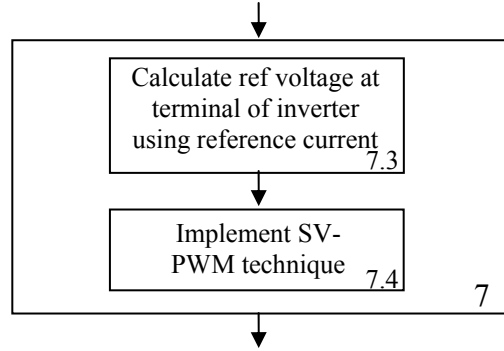 Calculate ref voltage at
terminal of inverter
using reference current
7.3
Implement SV-
PWM technique
7.4
7